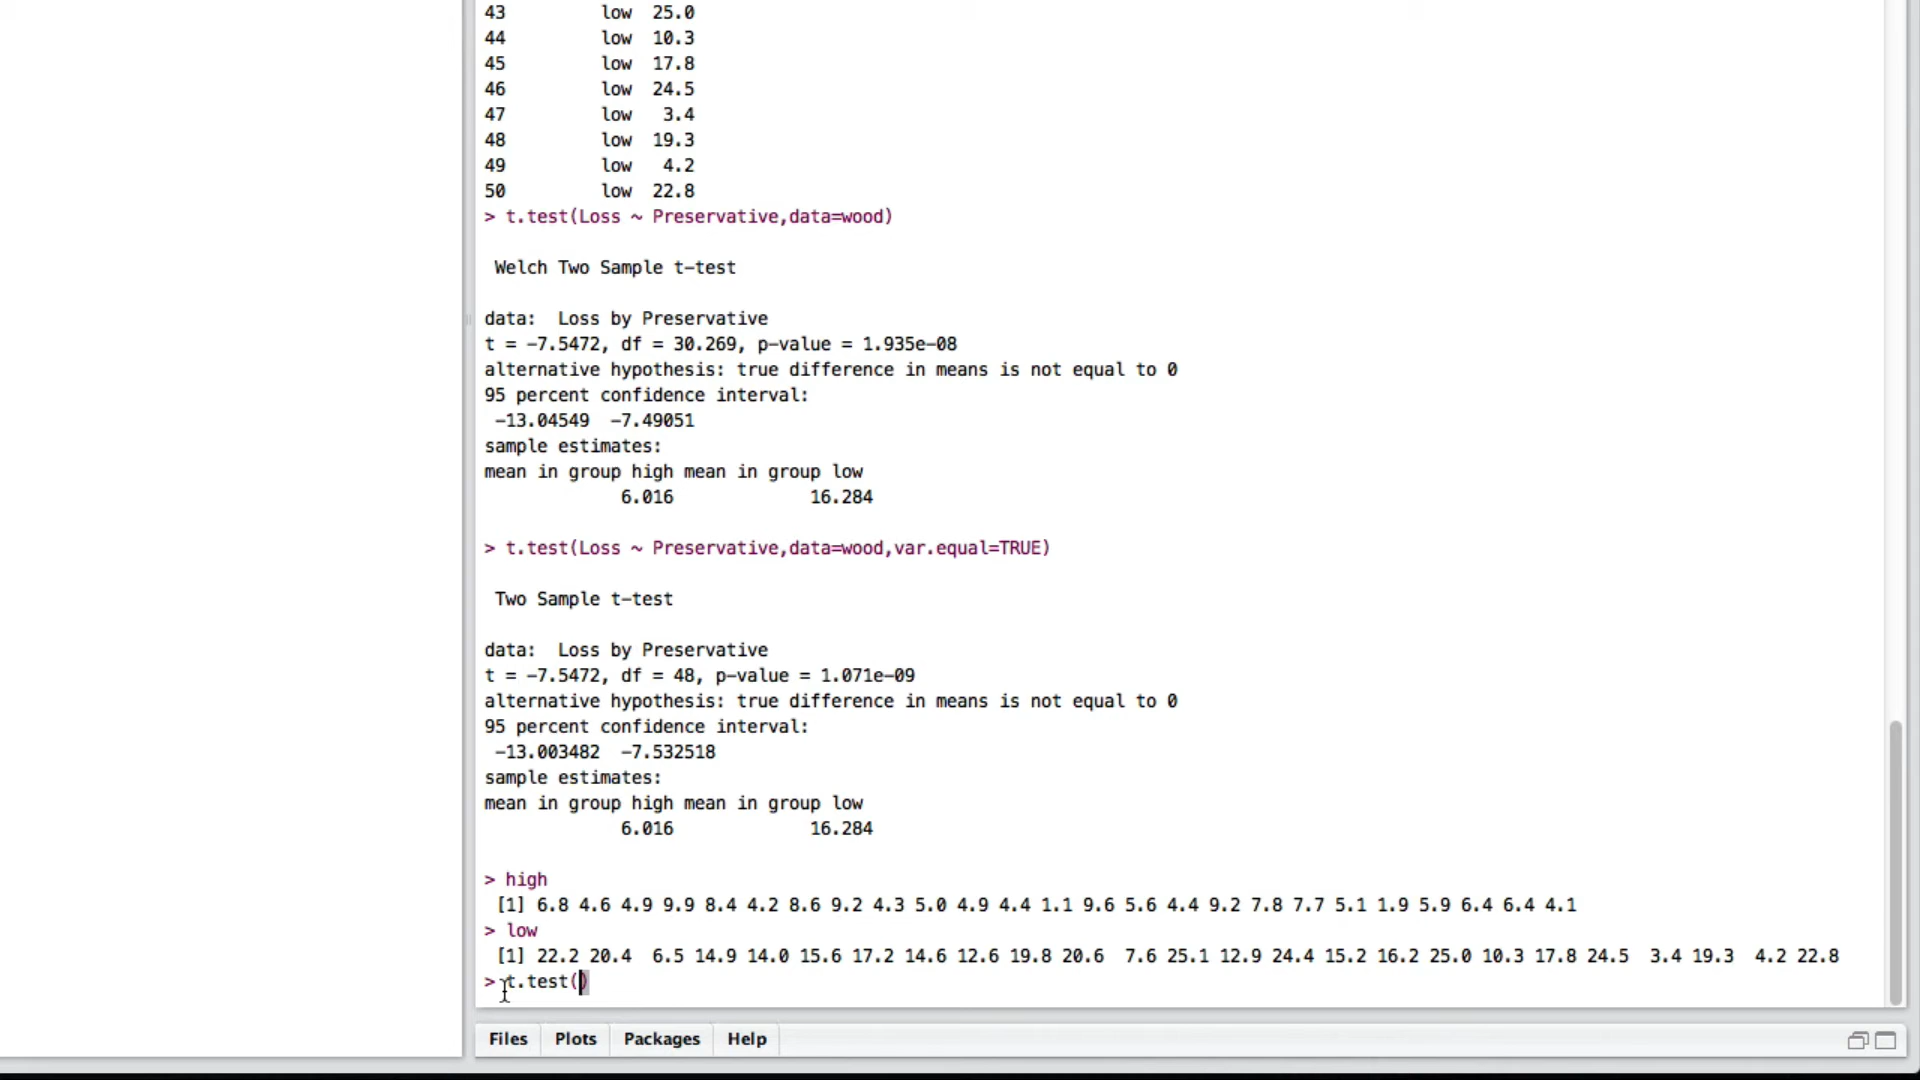 43         low  25.0
44         low  10.3
45         low  17.8
46         low  24.5
47         low   3.4
48         low  19.3
49         low   4.2
50         low  22.8
> t.test(Loss ~ Preservative,data=wood)
 Welch Two Sample t-test
data:  Loss by Preservative
t = -7.5472, df = 30.269, p-value = 1.935e-08
alternative hypothesis: true difference in means is not equal to 0
95 percent confidence interval:
 -13.04549  -7.49051
sample estimates:
mean in group high mean in group low
             6.016             16.284
> t.test(Loss ~ Preservative,data=wood,var.equal=TRUE)
 Two Sample t-test
data:  Loss by Preservative
t = -7.5472, df = 48, p-value = 1.071e-09
alternative hypothesis: true difference in means is not equal to 0
95 percent confidence interval:
 -13.003482  -7.532518
sample estimates:
mean in group high mean in group low
             6.016             16.284
> high
 [1] 6.8 4.6 4.9 9.9 8.4 4.2 8.6 9.2 4.3 5.0 4.9 4.4 1.1 9.6 5.6 4.4 9.2 7.8 7.7 5.1 1.9 5.9 6.4 6.4 4.1
> low
 [1] 22.2 20.4  6.5 14.9 14.0 15.6 17.2 14.6 12.6 19.8 20.6  7.6 25.1 12.9 24.4 15.2 16.2 25.0 10.3 17.8 24.5  3.4 19.3  4.2 22.8
> t.test()
Files Plots Packages Help